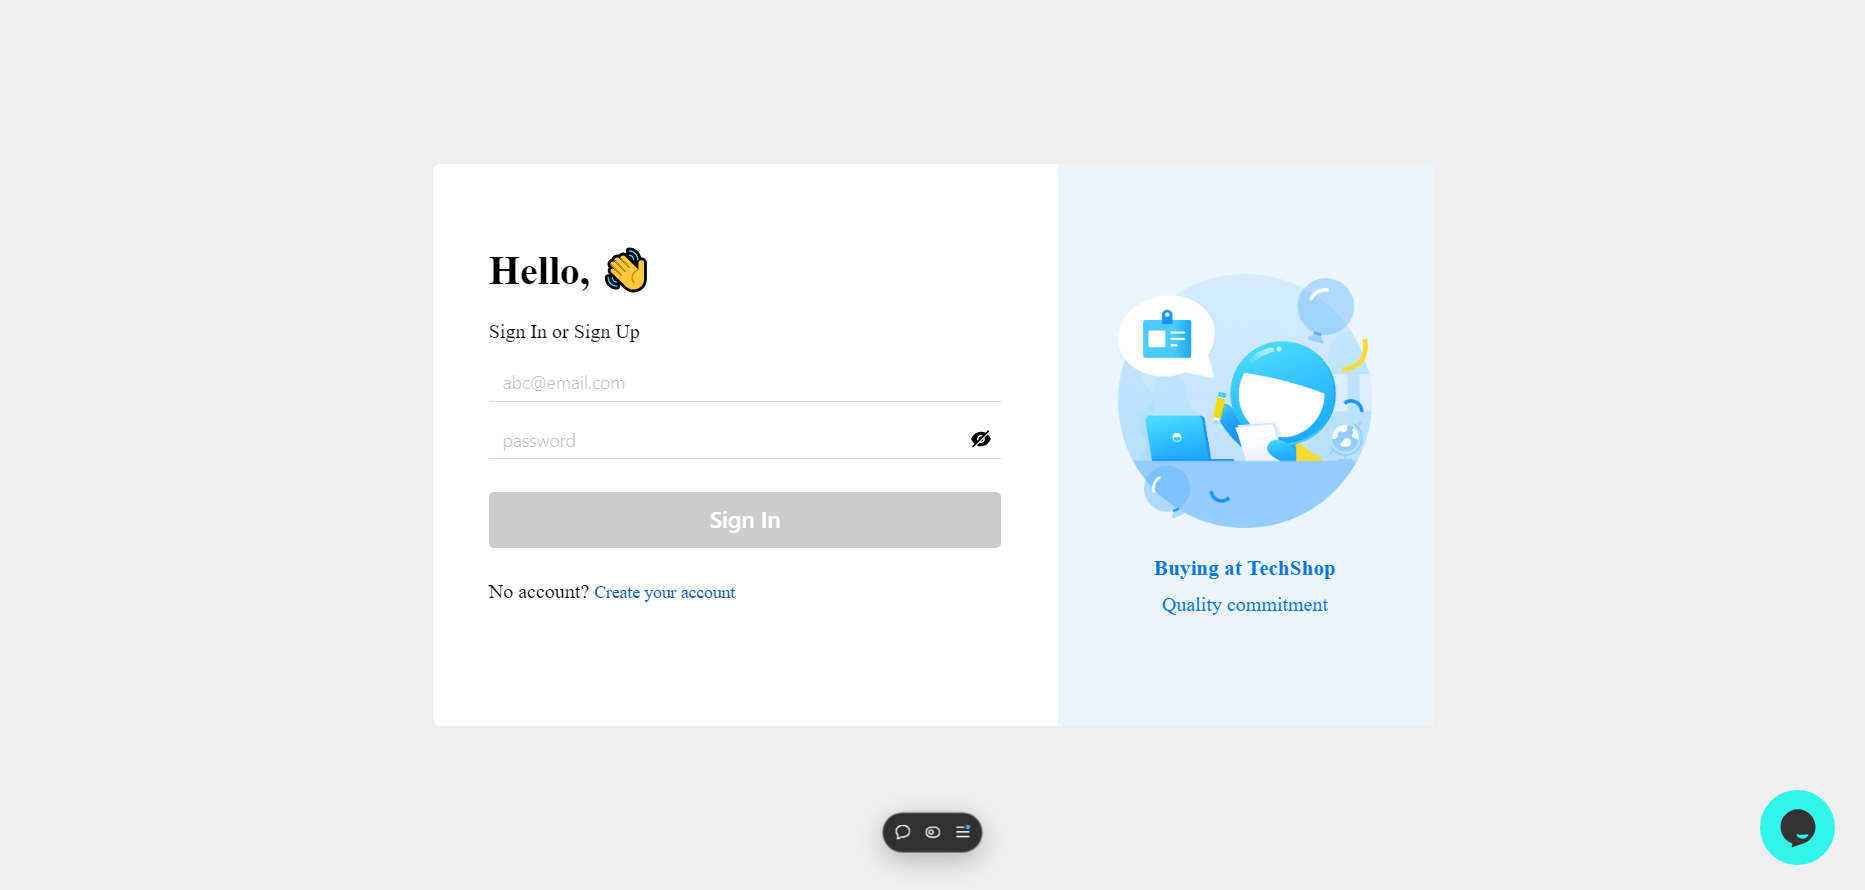 Hello, 👋
Sign In or Sign Up
abc@email.com
password
Sign In
No account? Create your account
Buying at TechShop
Quality commitment